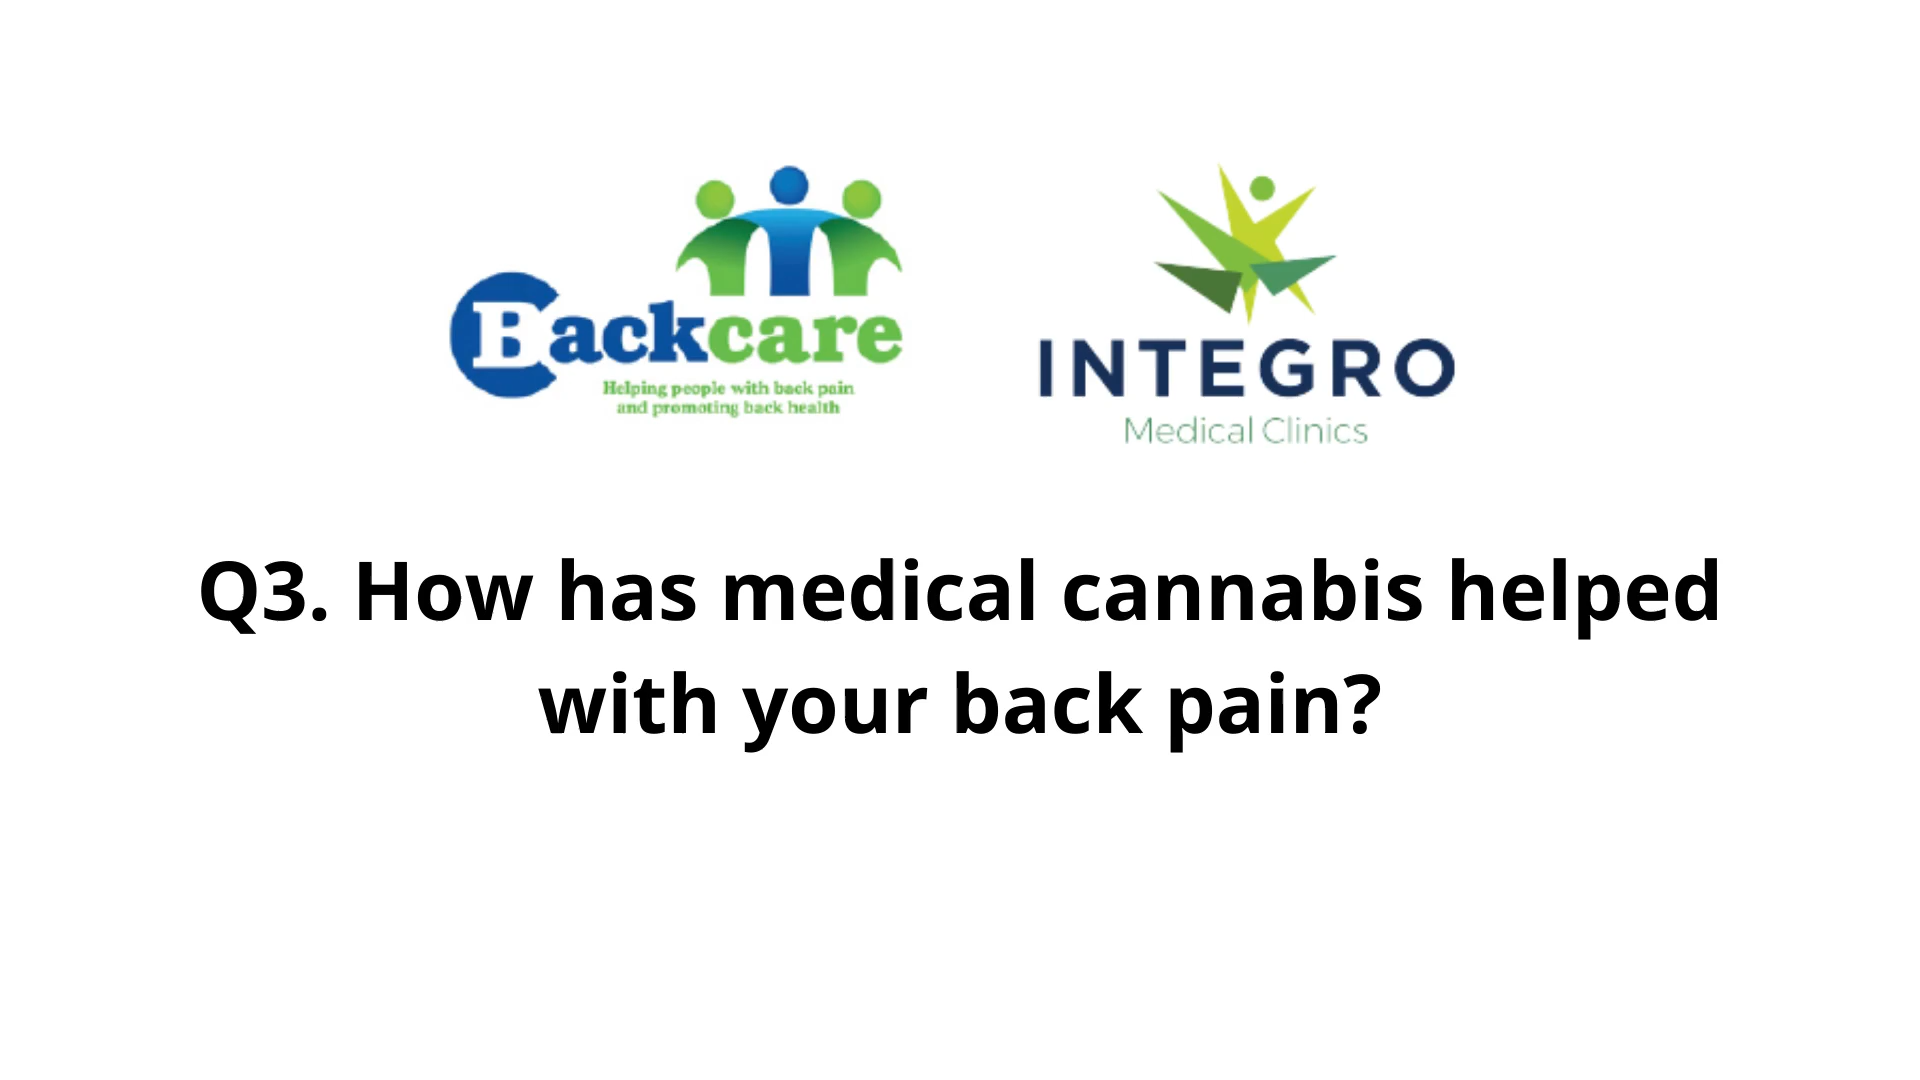 Backcare
Helping people with back pain
and promoting back health
INTEGRO
Medical Clinics
Q3. How has medical cannabis helped
with your back pain?